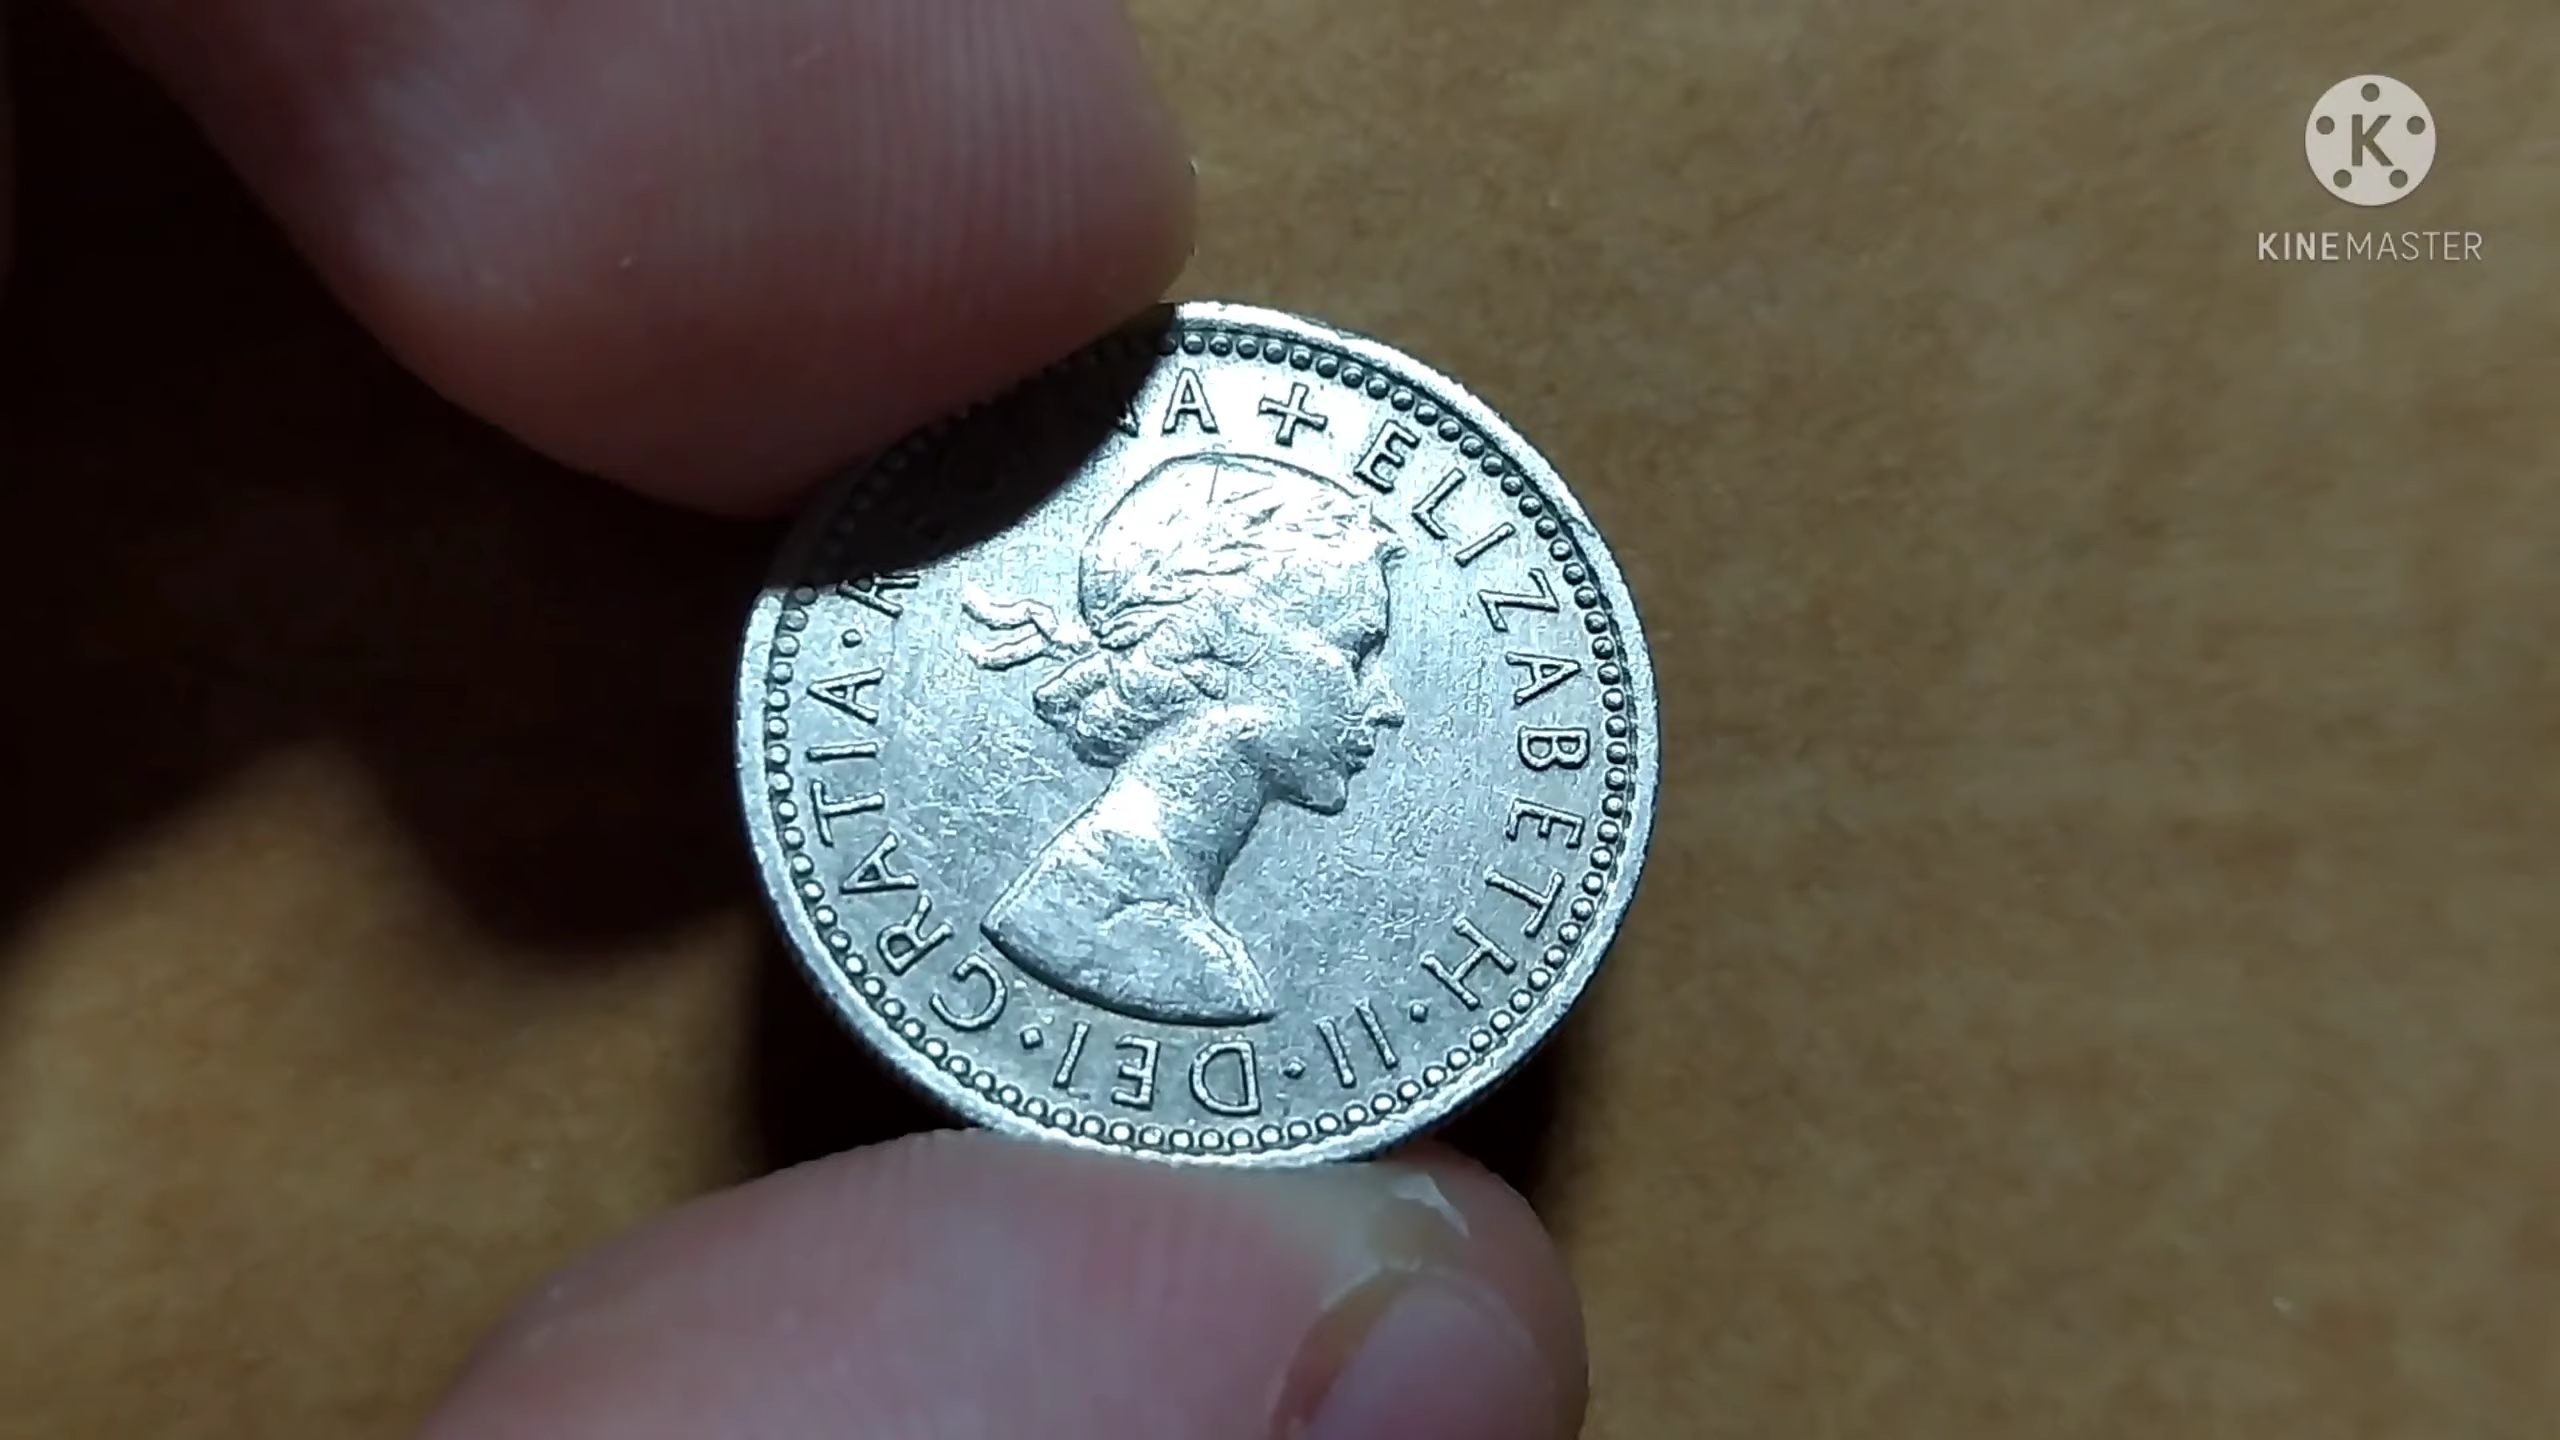 + ELIZABETH · II · DEI · GRATIA ·
K
KINEMASTER